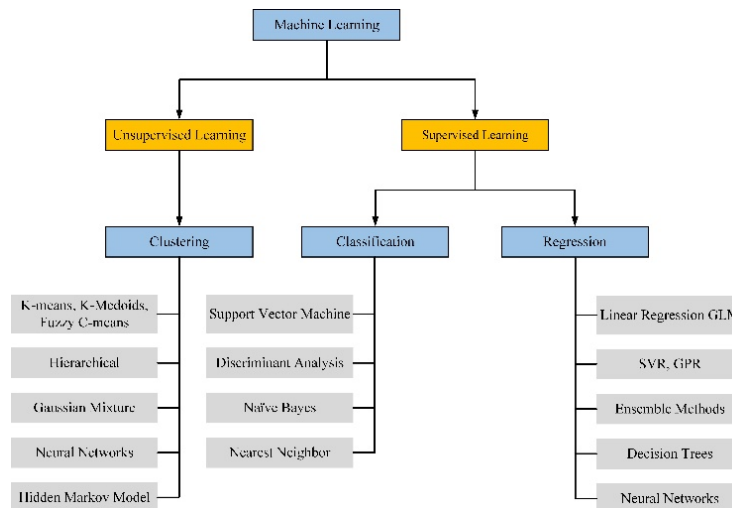 Machine Learning
Unsupervised Learning
Supervised Learning
Clustering
Classification
Regression
K-means, K-Medoids,
Fuzzy C-means
Hierarchical
Gaussian Mixture
Neural Networks
Hidden Markov Model
Support Vector Machine
Discriminant Analysis
Naïve Bayes
Nearest Neighbor
Linear Regression GLM
SVR, GPR
Ensemble Methods
Decision Trees
Neural Networks